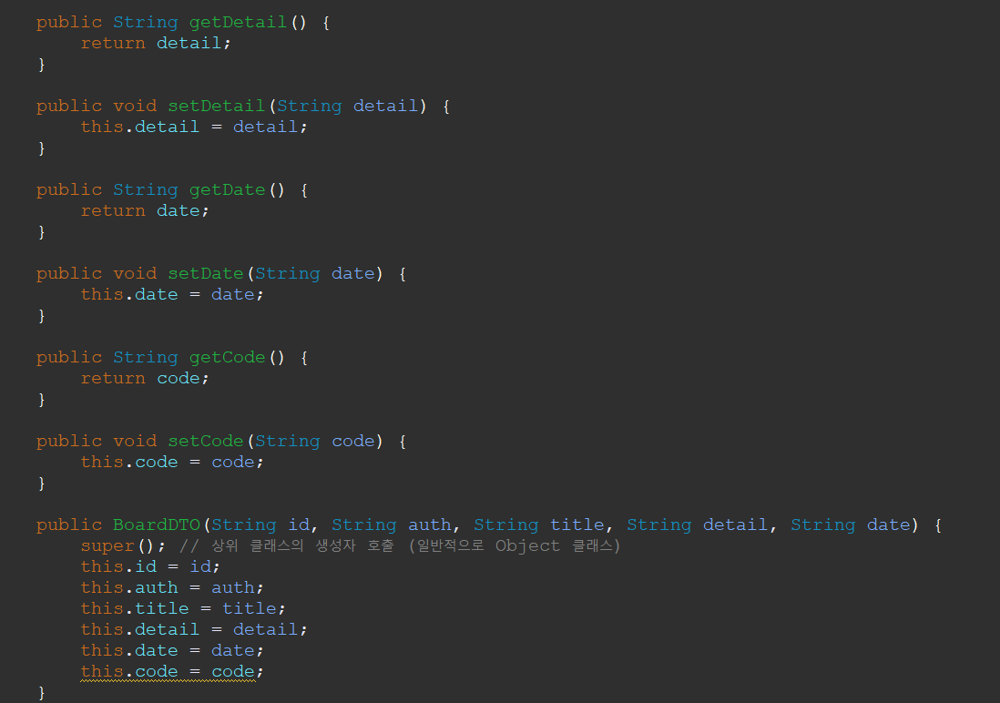 public String getDetail() {
return detail;
}
public void setDetail(String detail) {
this.detail = detail;
}
public String getDate() {
return date;
}
public void setDate(String date) {
this.date = date;
}
public String getCode() {
return code;
}
public void setCode(String code) {
this.code = code;
}
public BoardDTO(String id, String auth, String title, String detail, String date) {
super(); // 상위 클래스의 생성자 호출 (일반적으로 Object 클래스)
this.id = id;
this.auth = auth;
this.title = title;
this.detail = detail;
this.date = date;
this.code = code;
}